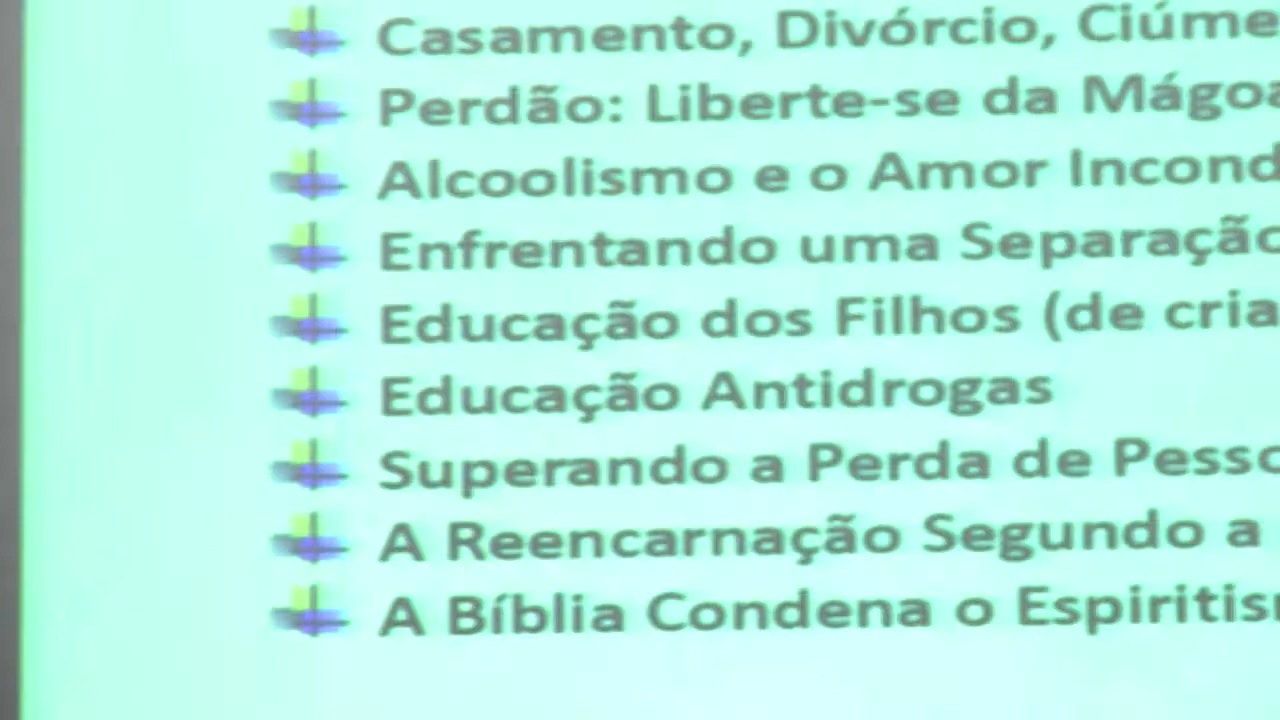 Casamento, Divórcio, Ciúme
Perdão: Liberte-se da Mágoa
Alcoolismo e o Amor Incond
Enfrentando uma Separação
Educação dos Filhos (de cria
Educação Antidrogas
Superando a Perda de Pesso
A Reencarnação Segundo a
A Bíblia Condena o Espiritis